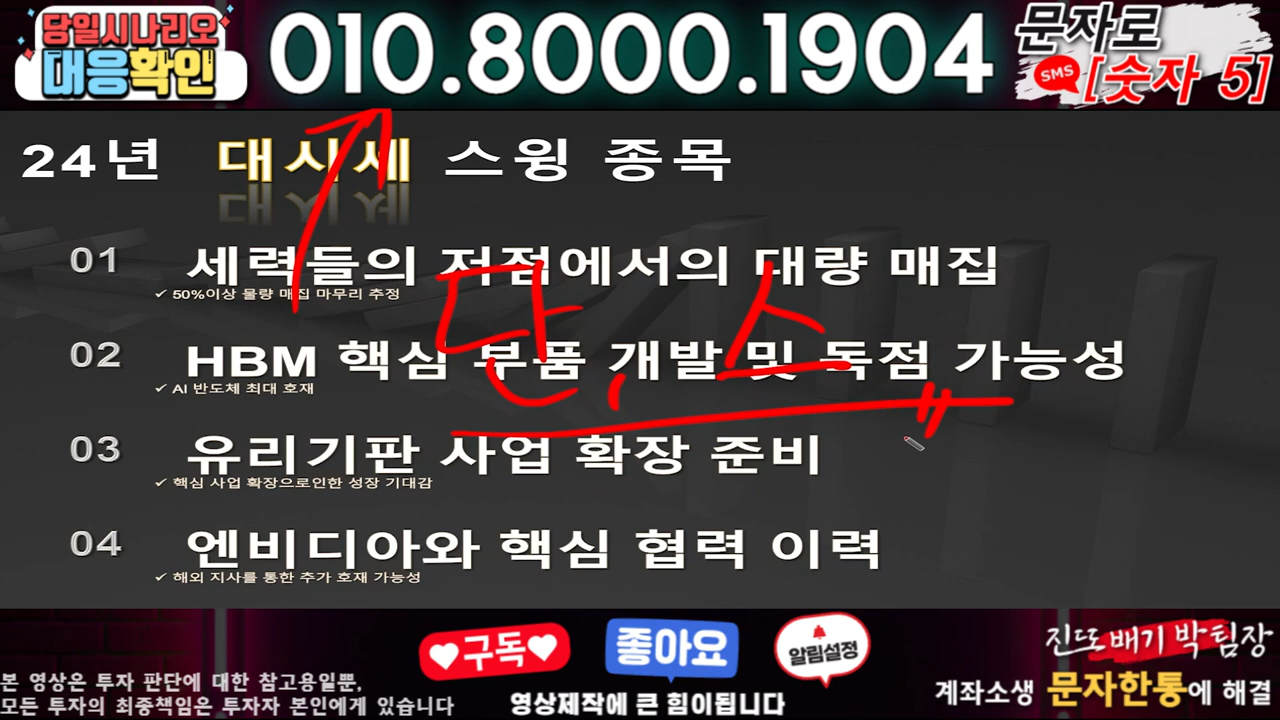 당일시나리오
대응확인
010.8000.1904
문자로
SMS [숫자 5]
24년 대시세 스윙 종목
01 세력들의 저점에서의 대량 매집
✓ 50%이상 물량 매집 마무리 추정
02 HBM 핵심 부품 개발 및 독점 가능성
✓ AI 반도체 최대 호재
단, 스
03 유리기판 사업 확장 준비
✓ 핵심 사업 확장으로인한 성장 기대감
04 엔비디아와 핵심 협력 이력
✓ 해외 지사를 통한 추가 호재 가능성
구독
좋아요
알림설정
영상제작에 큰 힘이됩니다
본 영상은 투자 판단에 대한 참고용일뿐,
모든 투자의 최종책임은 투자자 본인에게 있습니다
진또배기 박팀장
계좌소생 문자한통에 해결